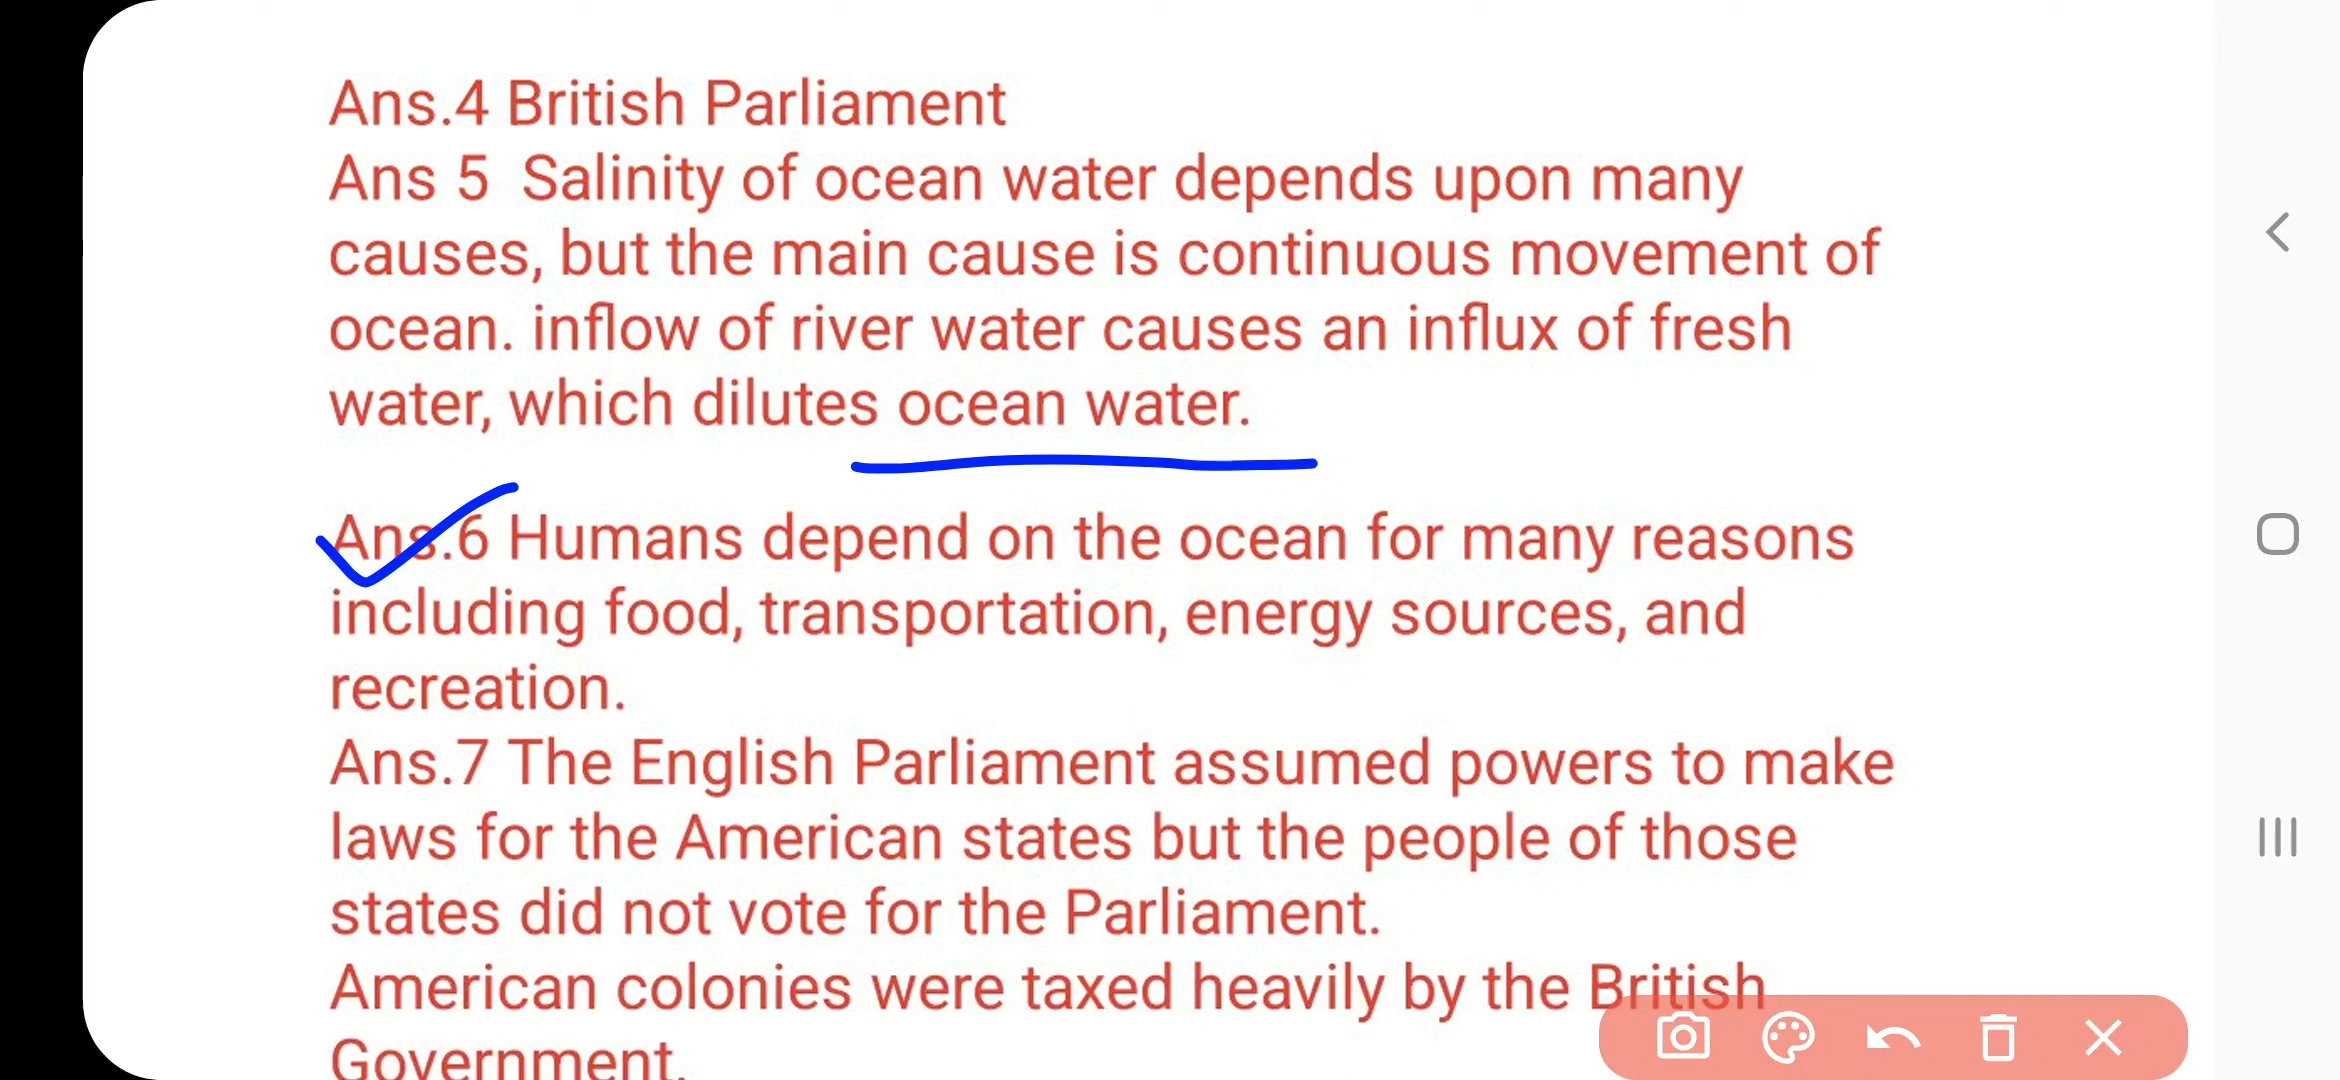 Ans.4 British Parliament
Ans 5 Salinity of ocean water depends upon many
causes, but the main cause is continuous movement of
ocean. inflow of river water causes an influx of fresh
water, which dilutes ocean water.
Ans.6 Humans depend on the ocean for many reasons
including food, transportation, energy sources, and
recreation.
Ans.7 The English Parliament assumed powers to make
laws for the American states but the people of those
states did not vote for the Parliament.
American colonies were taxed heavily by the British
Government.